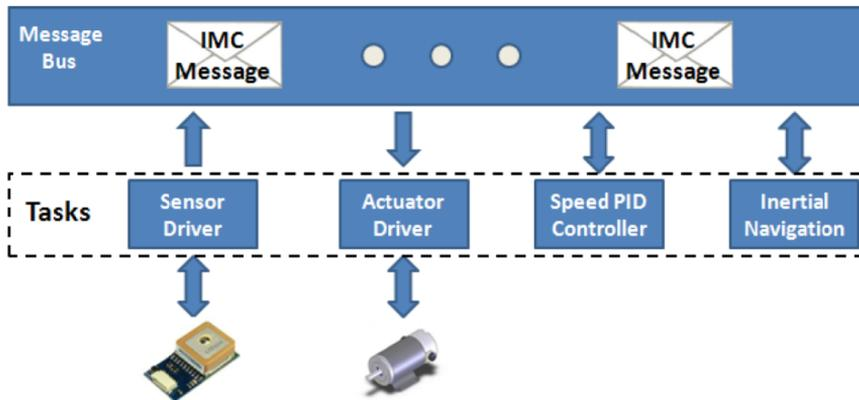 Message
Bus
IMC
Message
IMC
Message
Tasks
Sensor
Driver
Actuator
Driver
Speed PID
Controller
Inertial
Navigation